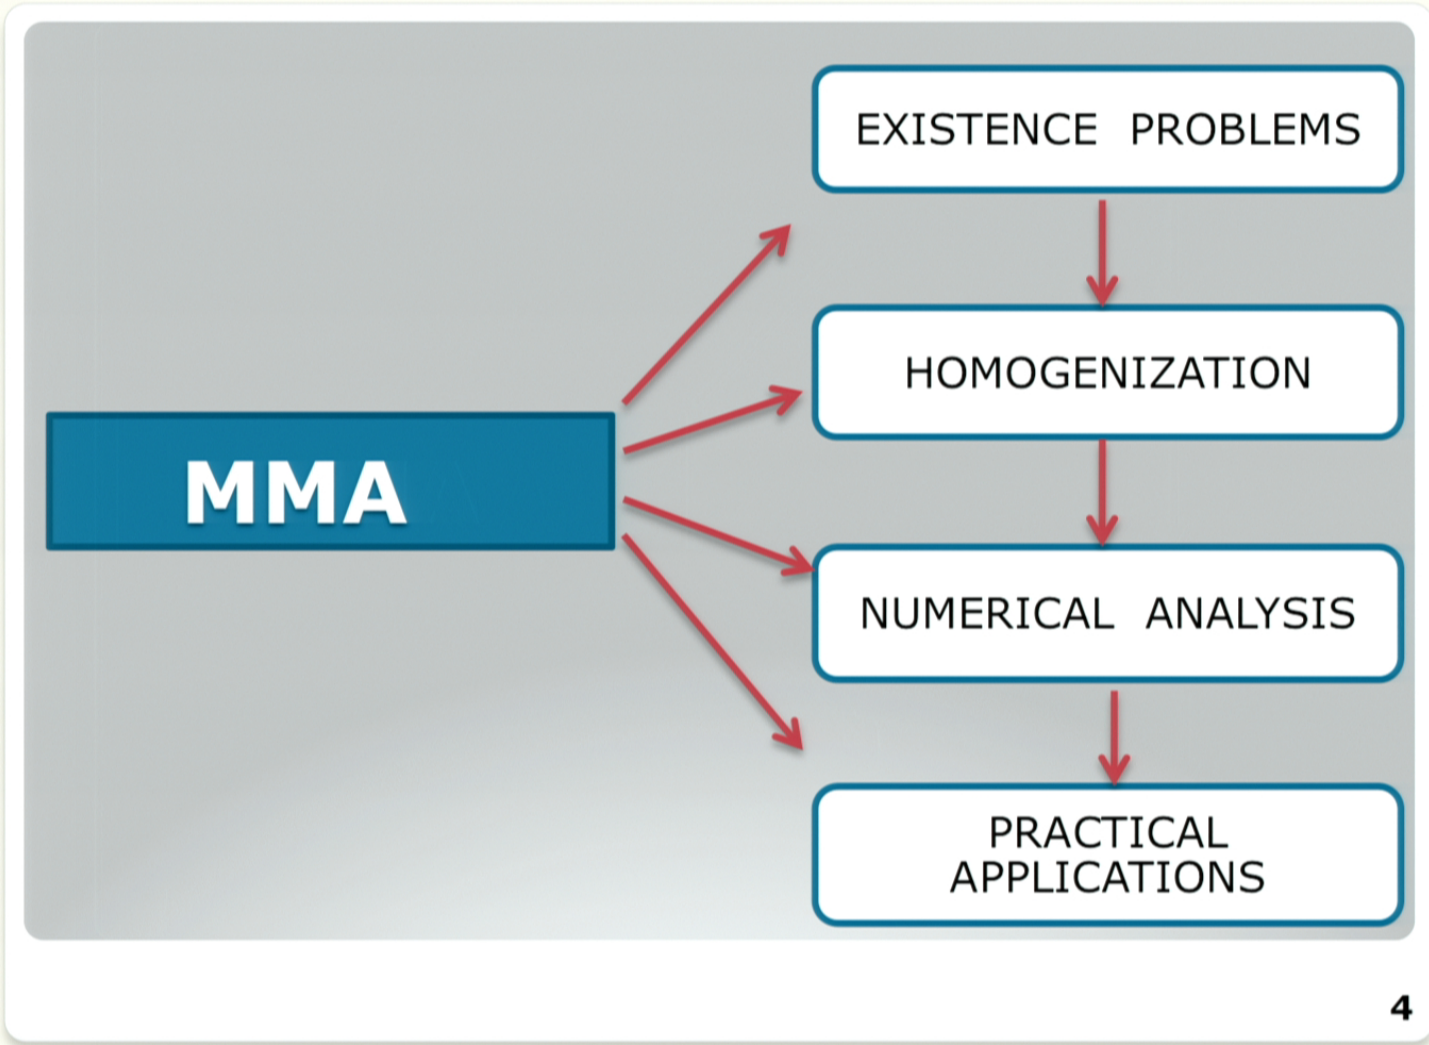 EXISTENCE PROBLEMS
HOMOGENIZATION
MMA
NUMERICAL ANALYSIS
PRACTICAL
APPLICATIONS
4